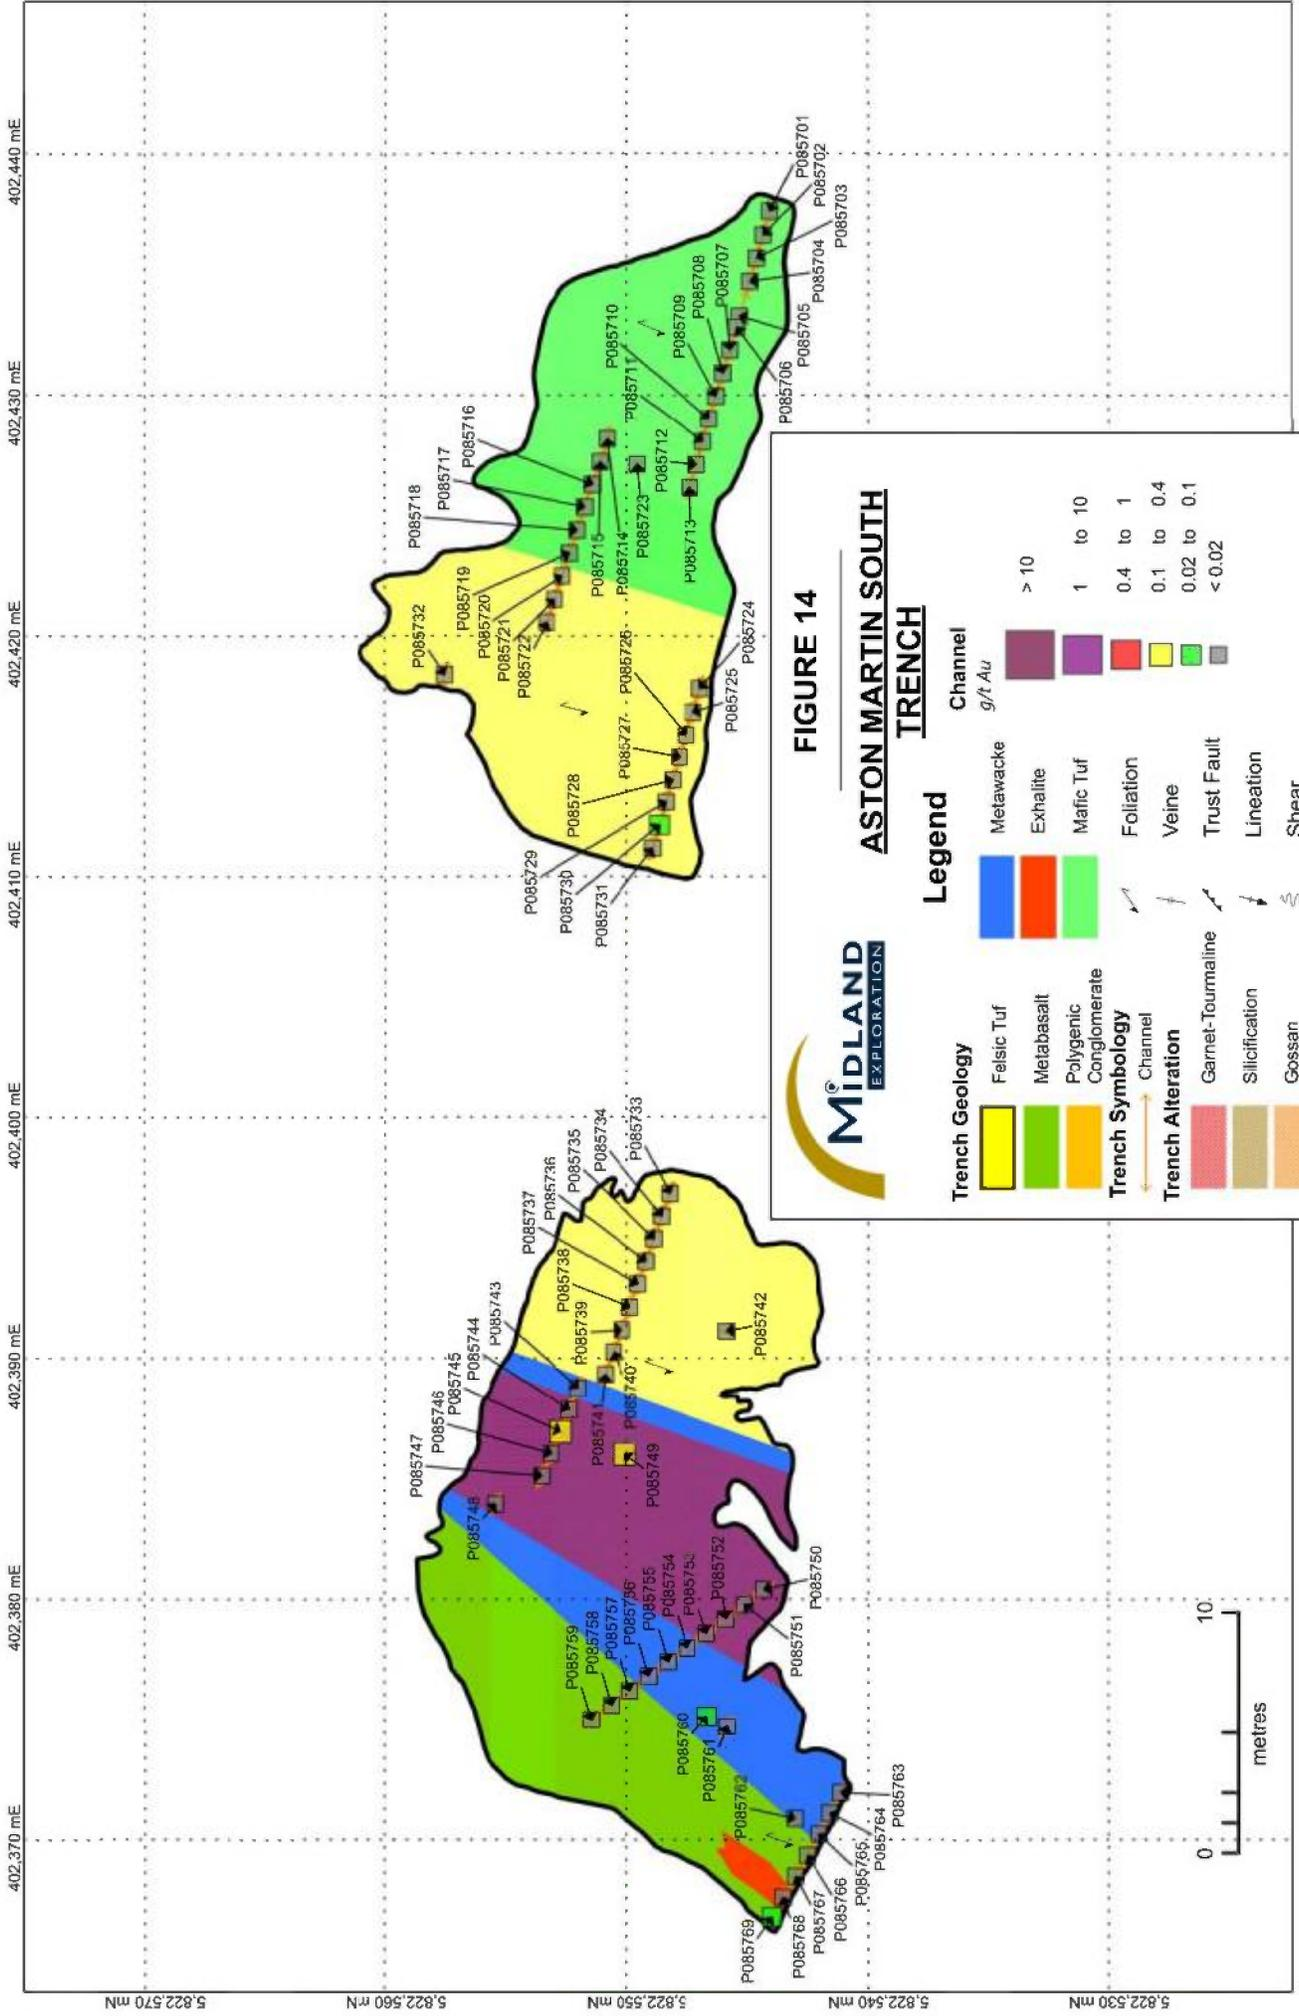 402,370 mE
402,380 mE
402,390 mE
402,400 mE
402,410 mE
402,420 mE
402,430 mE
402,440 mE
5,822,570 mN
5,822,560 mN
5,822,550 mN
5,822,540 mN
5,822,530 mN
P085701
P085702
P085703
P085704
P085705
P085706
P085707
P085708
P085709
P085710
P085711
P085712
P085713
P085714
P085715
P085716
P085717
P085718
P085719
P085720
P085721
P085722
P085723
P085724
P085725
P085726
P085727
P085728
P085729
P085730
P085731
P085732
P085733
P085734
P085735
P085736
P085737
P085738
P085739
P085740
P085741
P085742
P085743
P085744
P085745
P085746
P085747
P085748
P085749
P085750
P085751
P085752
P085753
P085754
P085755
P085756
P085757
P085758
P085759
P085760
P085761
P085762
P085763
P085764
P085765
P085766
P085767
P085768
P085769
0 10
metres
MIDLAND
EXPLORATION
FIGURE 14
ASTON MARTIN SOUTH
TRENCH
Legend
Trench Geology
Felsic Tuf
Metabasalt
Polygenic
Conglomerate
Metawacke
Exhalite
Mafic Tuf
Trench Symbology
Channel
Foliation
Veine
Trust Fault
Lineation
Shear
Trench Alteration
Garnet-Tourmaline
Silicification
Gossan
Channel
g/t Au
> 10
1 to 10
0.4 to 1
0.1 to 0.4
0.02 to 0.1
< 0.02